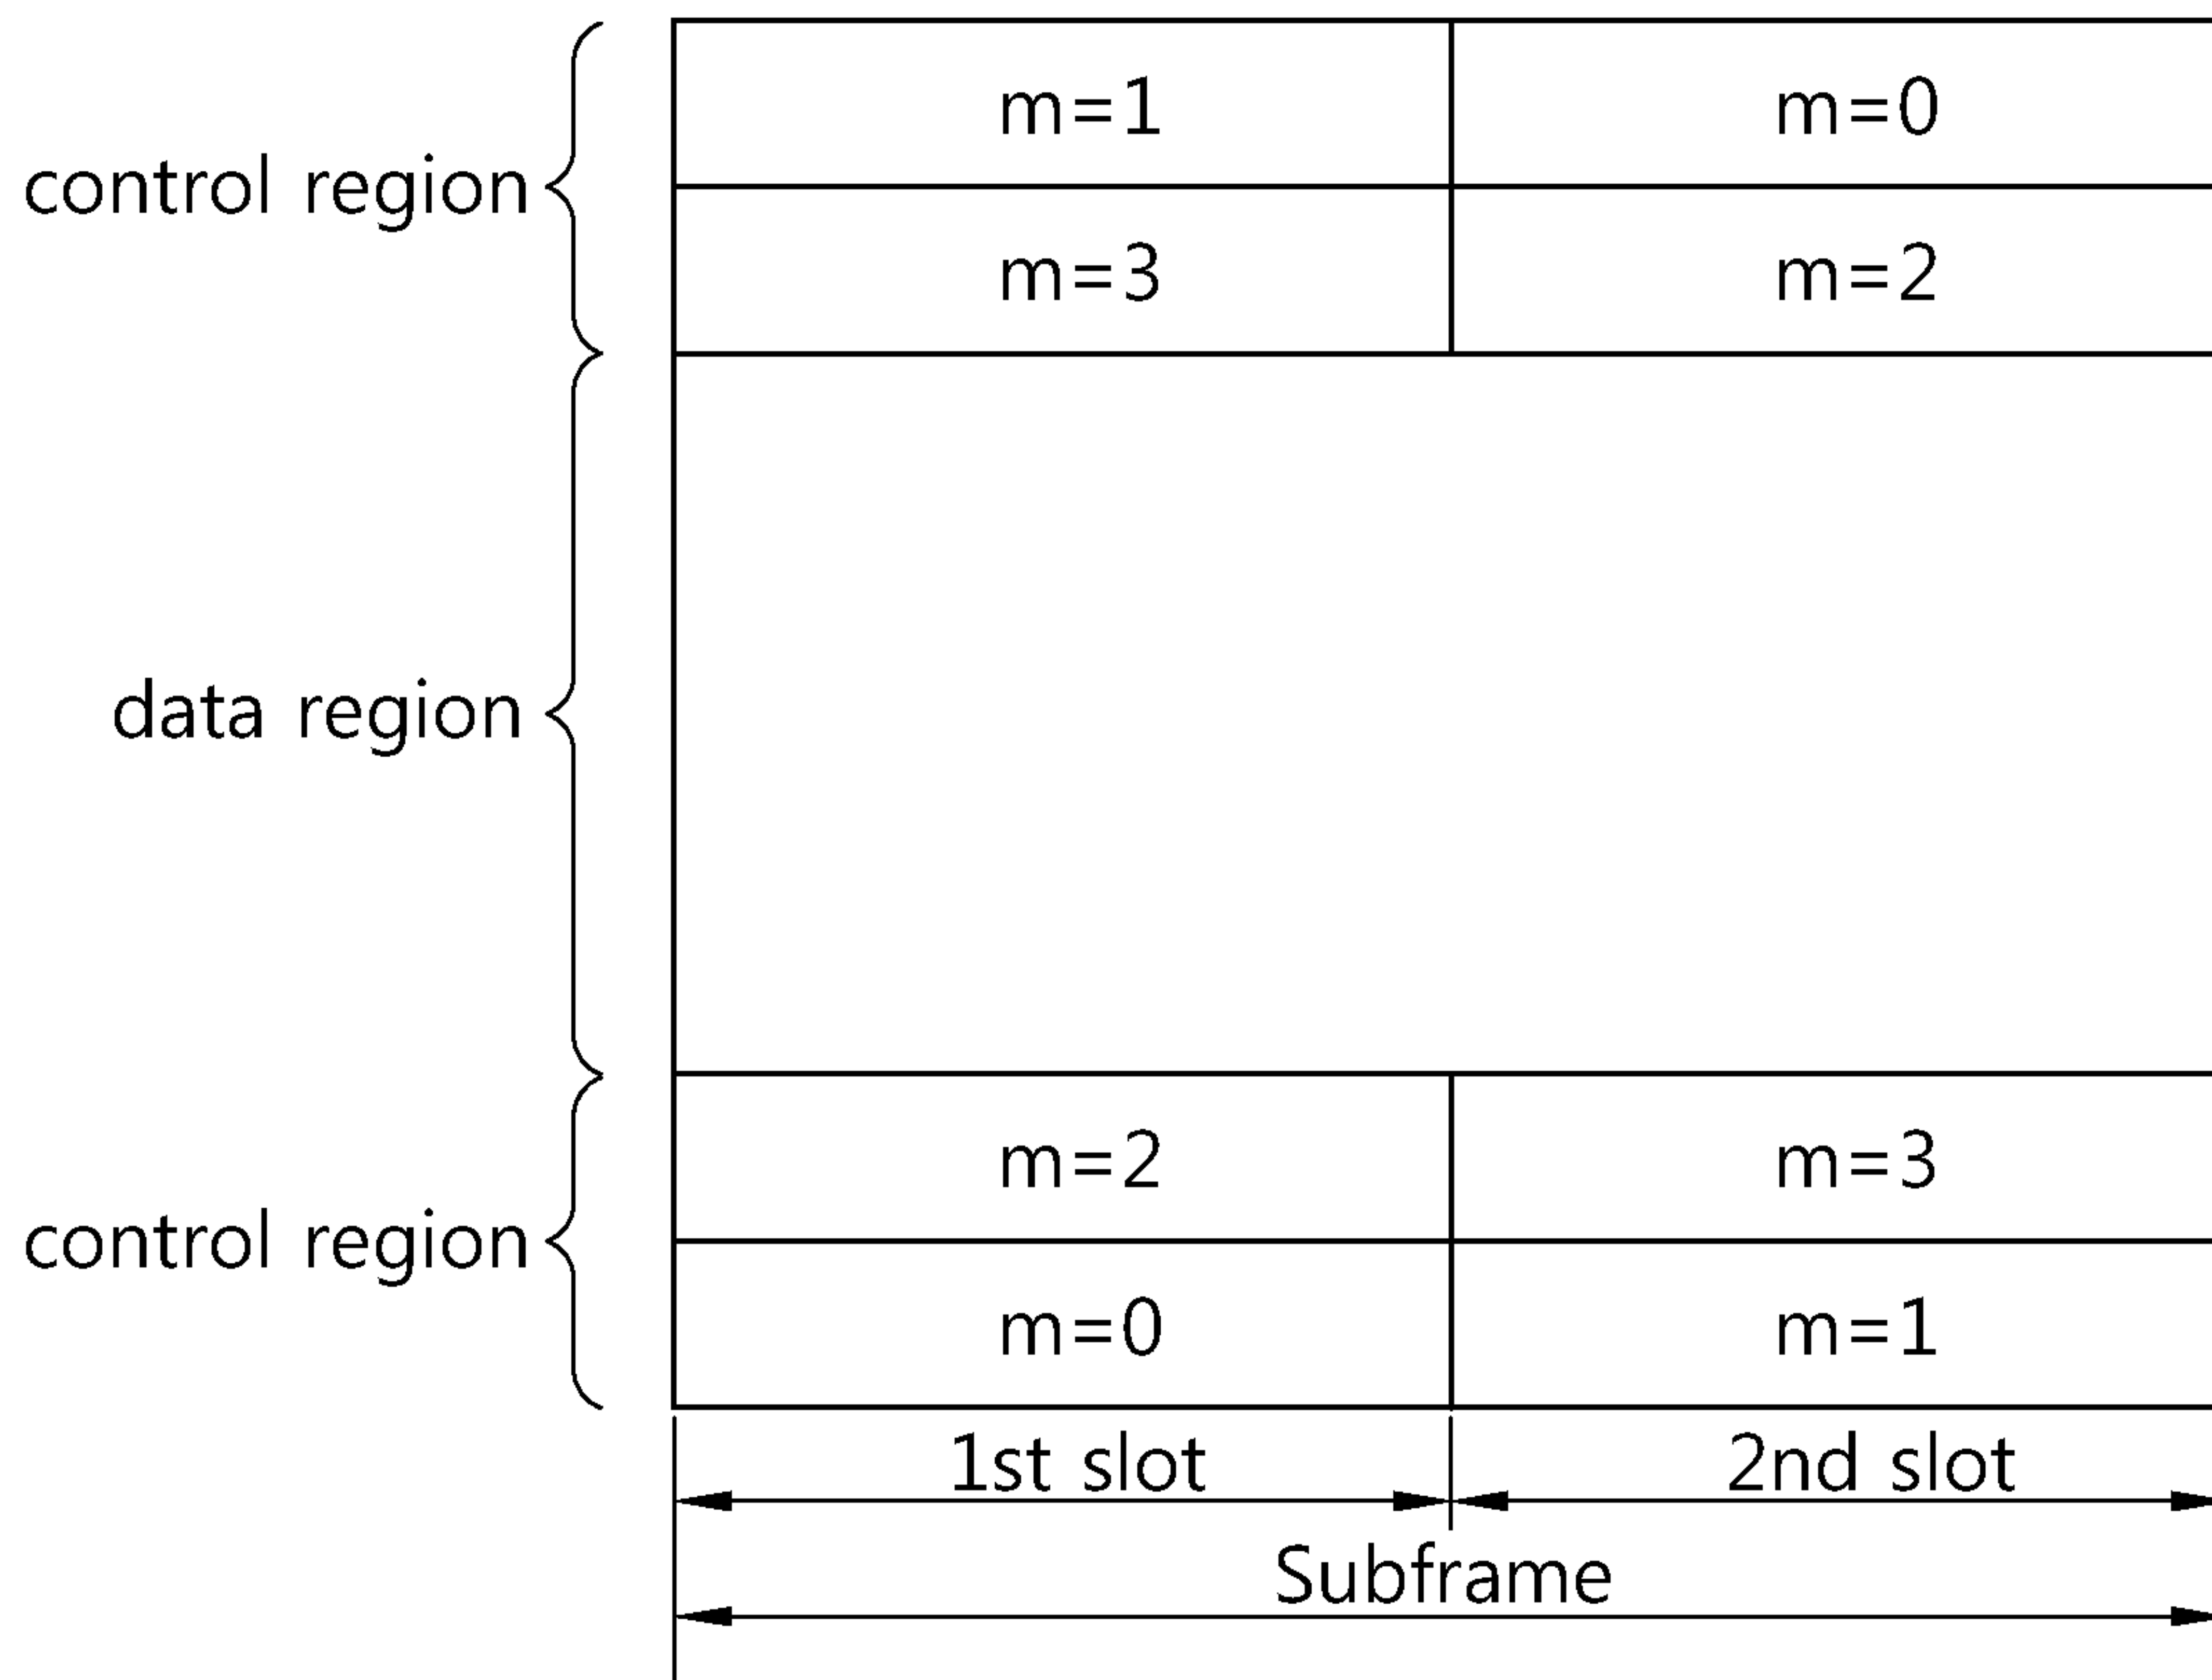 m=1 m=0
control region
m=3 m=2
data region
m=2 m=3
control region
m=0 m=1
1st slot 2nd slot
Subframe